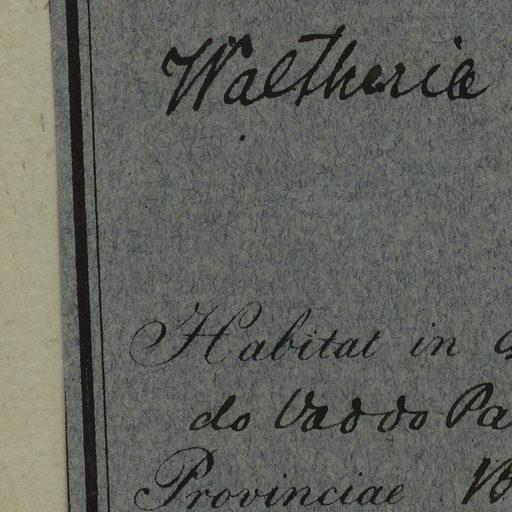 Waltheria
Habitat in
do Vaddo Pa
Provinciae B